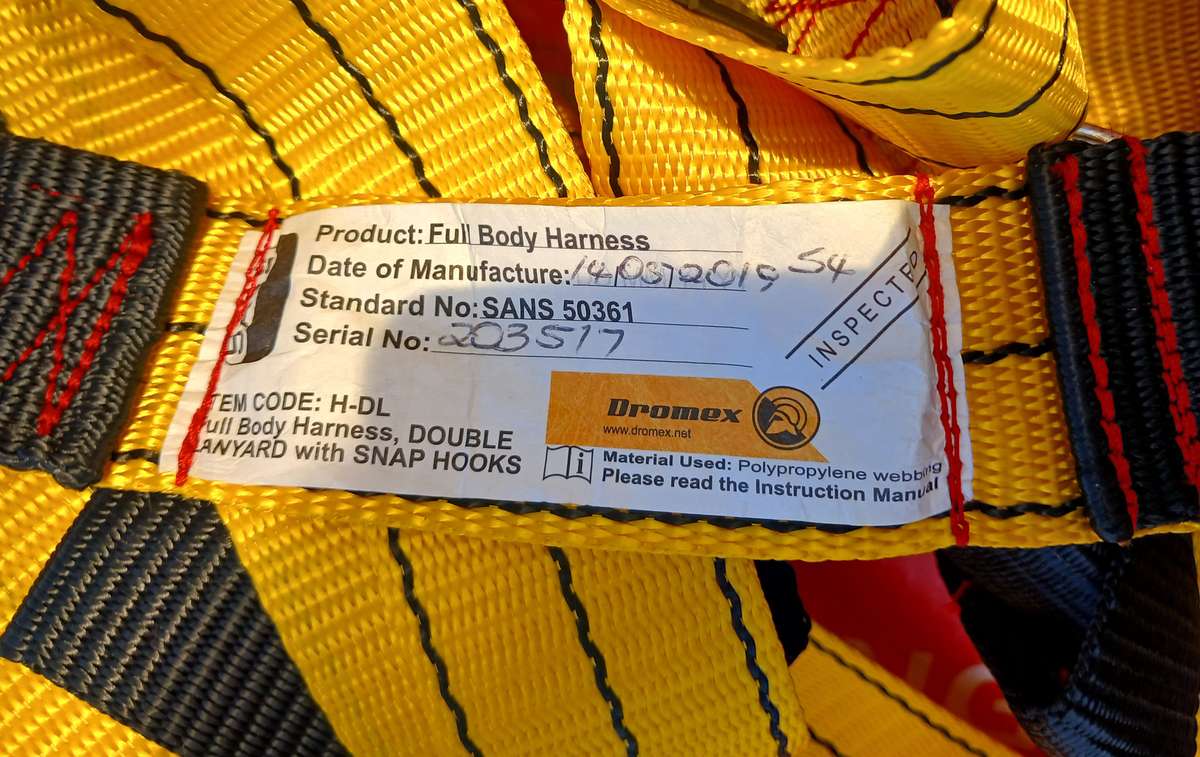 Product: Full Body Harness
Date of Manufacture: 14/08/2019 S4
Standard No: SANS 50361
Serial No: 203517
INSPECTED
TEM CODE: H-DL
ull Body Harness, DOUBLE
LANYARD with SNAP HOOKS
Dromex
www.dromex.net
i
Material Used: Polypropylene webbing
Please read the Instruction Manual